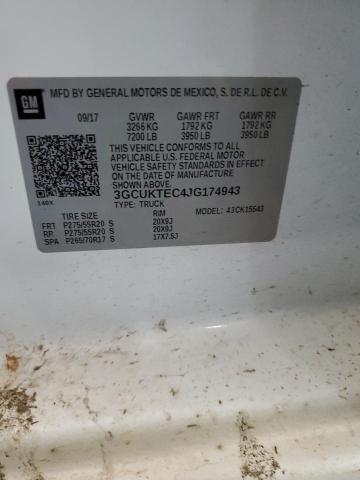 GM MFD BY GENERAL MOTORS DE MEXICO, S. DE R.L. DE C.V.
09/17 GVWR GAWR FRT GAWR RR
3266 KG 1792 KG 1792 KG
7200 LB 3950 LB 3950 LB
THIS VEHICLE CONFORMS TO ALL
APPLICABLE U.S. FEDERAL MOTOR
VEHICLE SAFETY STANDARDS IN EFFECT
ON THE DATE OF MANUFACTURE SHOWN ABOVE.
140X 3GCUKTEC4JG174943
TYPE: TRUCK MODEL: 43CK15543
TIRE SIZE RIM
FRT P275/55R20 S 20X9J
RR. P275/55R20 S 20X9J
SPA P265/70R17 S 17X7.5J